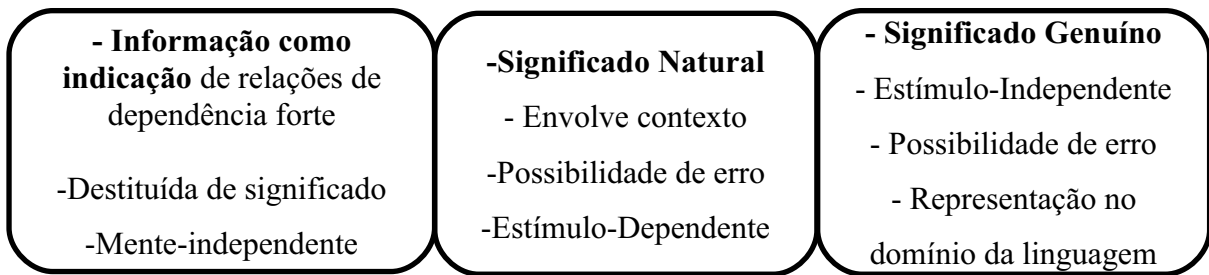 - Informação como
indicação de relações de
dependência forte
-Destituída de significado
-Mente-independente
-Significado Natural
- Envolve contexto
-Possibilidade de erro
-Estímulo-Dependente
- Significado Genuíno
- Estímulo-Independente
- Possibilidade de erro
- Representação no
domínio da linguagem